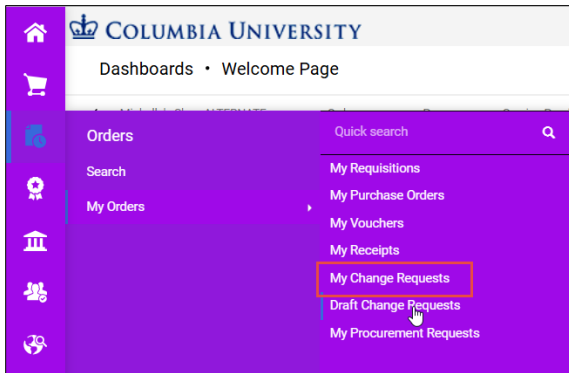 COLUMBIA UNIVERSITY
Dashboards • Welcome Page
Orders
Quick search
Search
My Orders
My Requisitions
My Purchase Orders
My Vouchers
My Receipts
My Change Requests
Draft Change Requests
My Procurement Requests